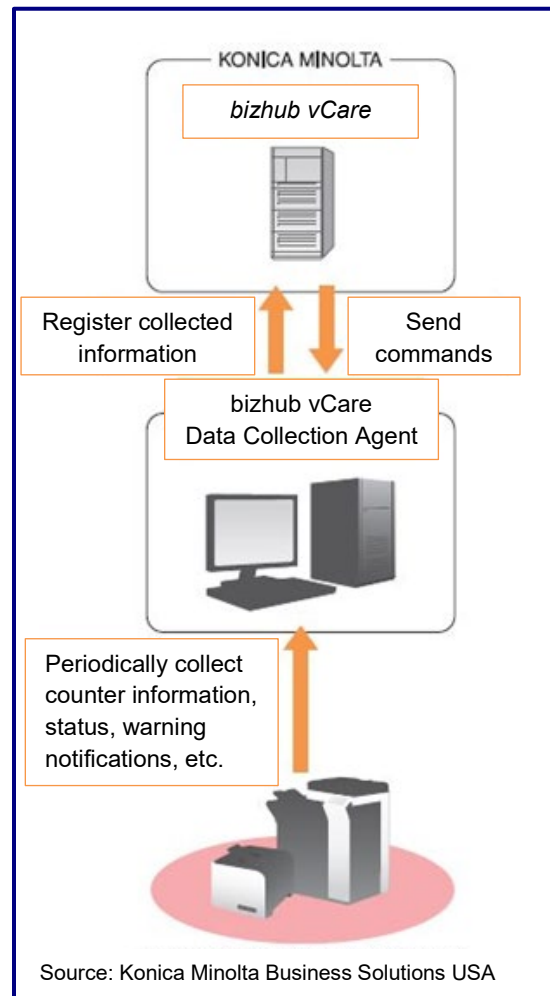 KONICA MINOLTA
bizhub vCare
Register collected
information
Send
commands
bizhub vCare
Data Collection Agent
Periodically collect
counter information,
status, warning
notifications, etc.
Source: Konica Minolta Business Solutions USA